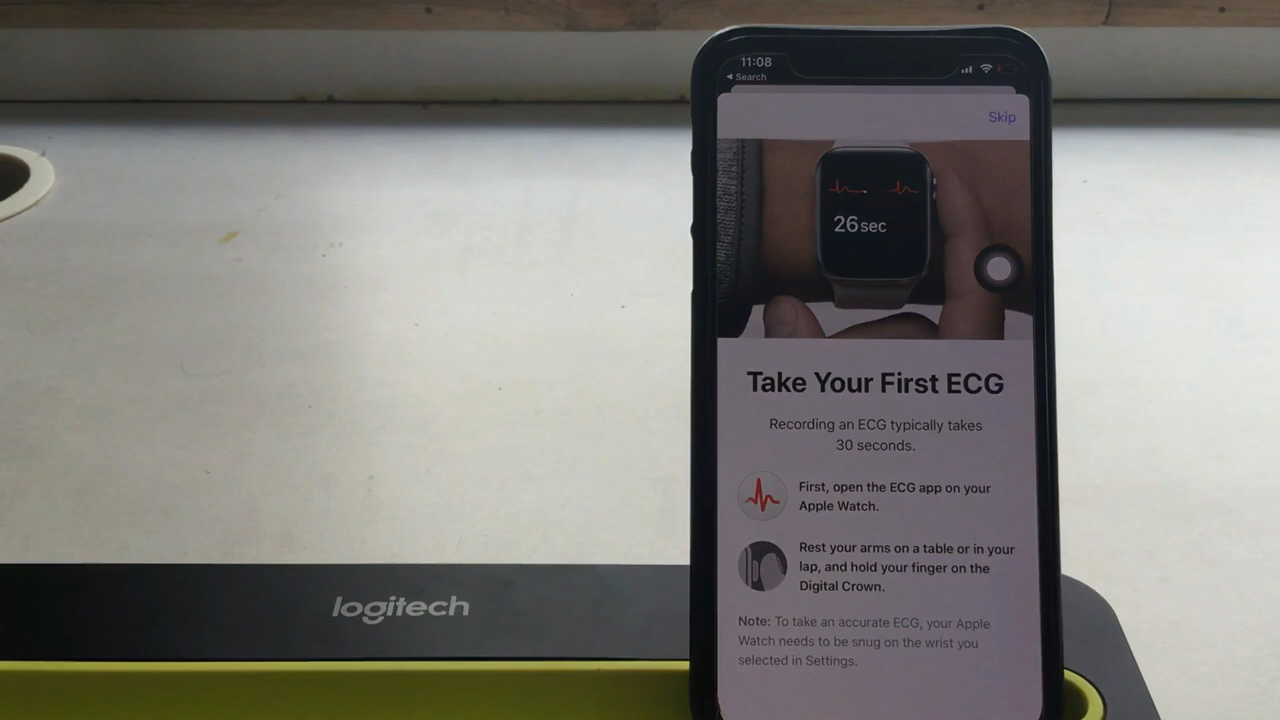 11:08
◀ Search
Skip
26sec
Take Your First ECG
Recording an ECG typically takes
30 seconds.
First, open the ECG app on your
Apple Watch.
Rest your arms on a table or in your
lap, and hold your finger on the
Digital Crown.
logitech
Note: To take an accurate ECG, your Apple
Watch needs to be snug on the wrist you
selected in Settings.